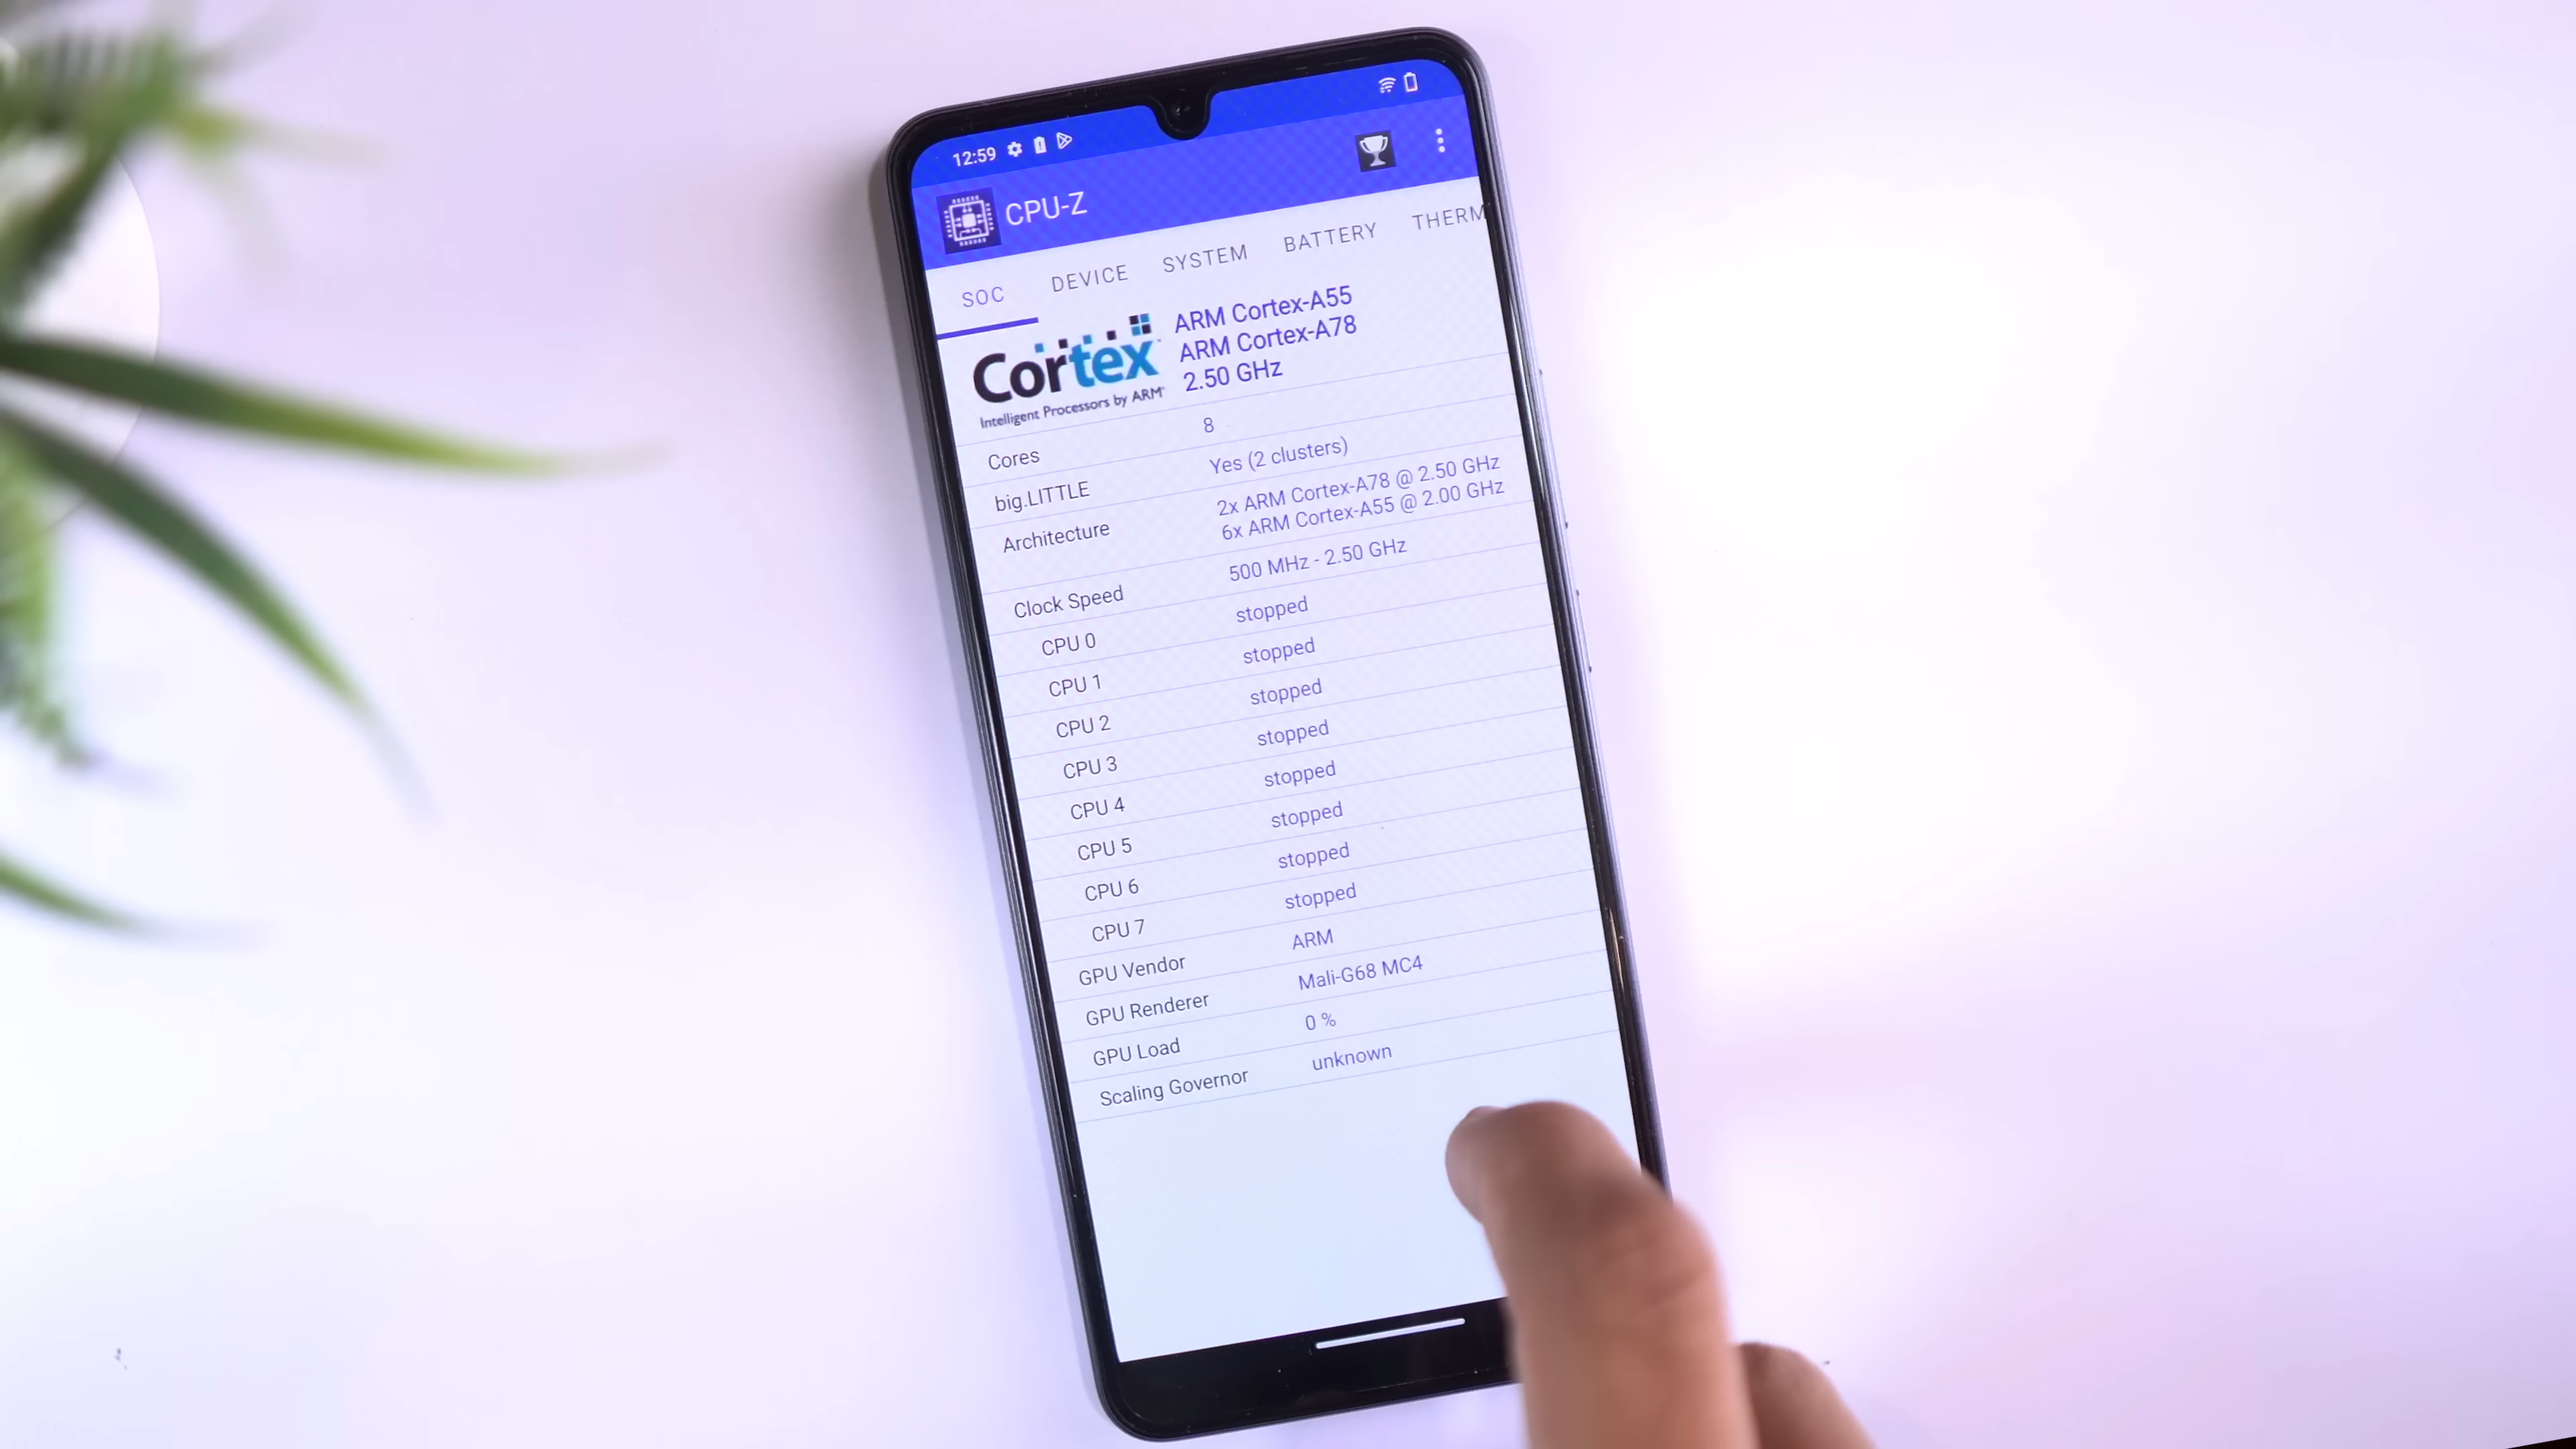 12:59
CPU-Z
SOC DEVICE SYSTEM BATTERY THERM
Cortex
Intelligent Processors by ARM
ARM Cortex-A55
ARM Cortex-A78
2.50 GHz
Cores 8
big.LITTLE Yes (2 clusters)
Architecture 2x ARM Cortex-A78 @ 2.50 GHz
6x ARM Cortex-A55 @ 2.00 GHz
Clock Speed 500 MHz - 2.50 GHz
CPU 0 stopped
CPU 1 stopped
CPU 2 stopped
CPU 3 stopped
CPU 4 stopped
CPU 5 stopped
CPU 6 stopped
CPU 7 stopped
GPU Vendor ARM
GPU Renderer Mali-G68 MC4
GPU Load 0 %
Scaling Governor unknown